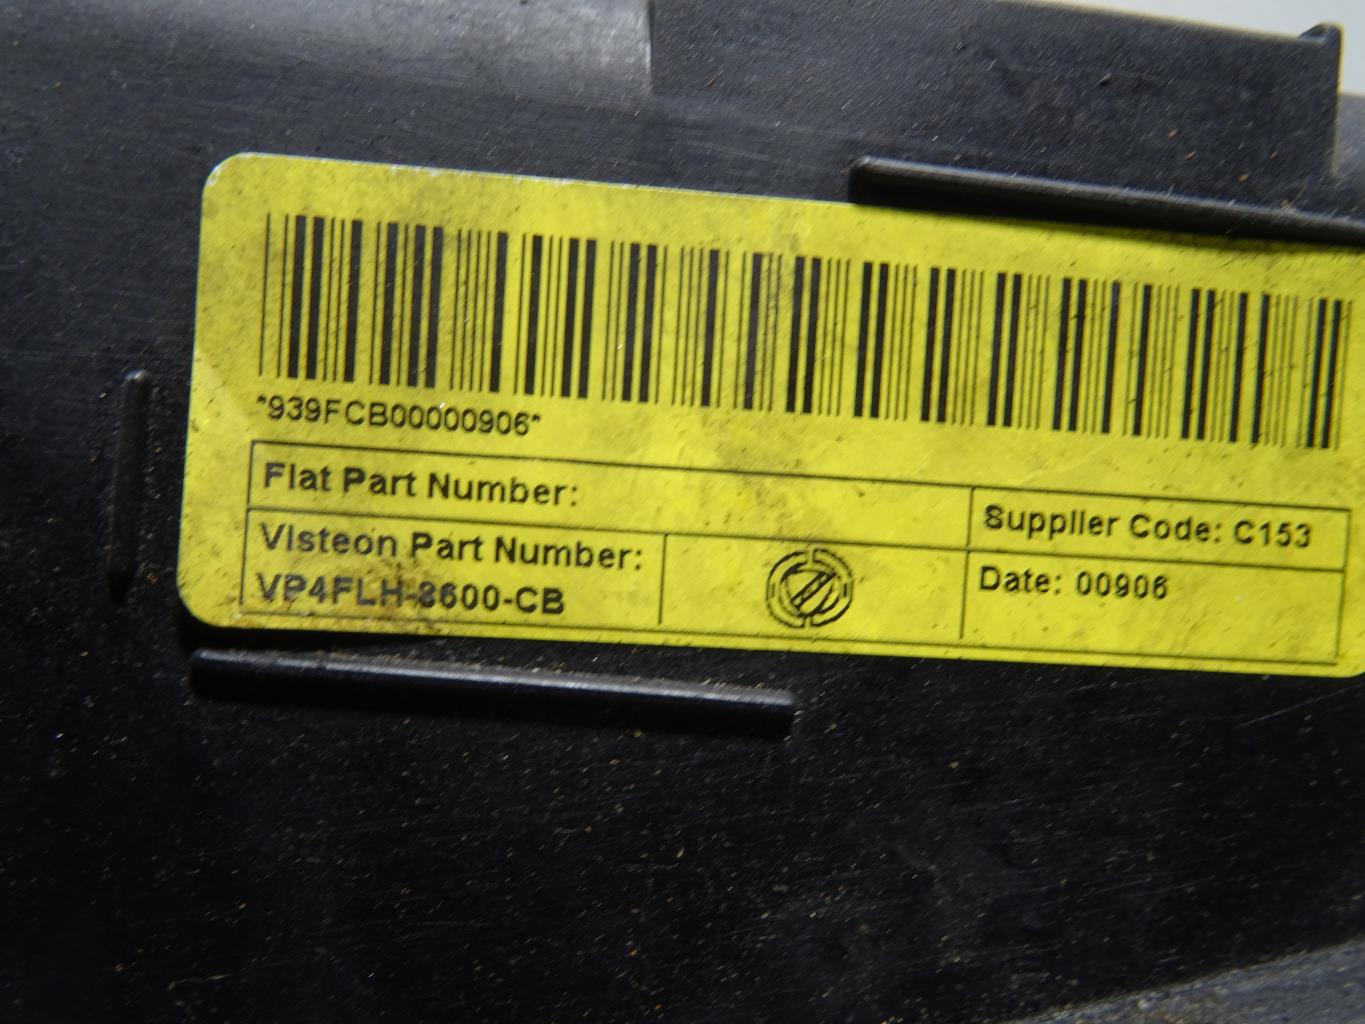 *939FCB00000906*
Fiat Part Number:
Supplier Code: C153
Visteon Part Number:
VP4FLH-8600-CB
Date: 00906